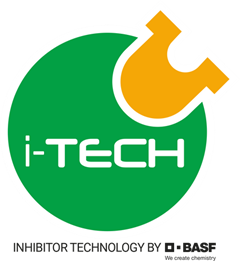 i-TECH
INHIBITOR TECHNOLOGY BY BASF
We create chemistry